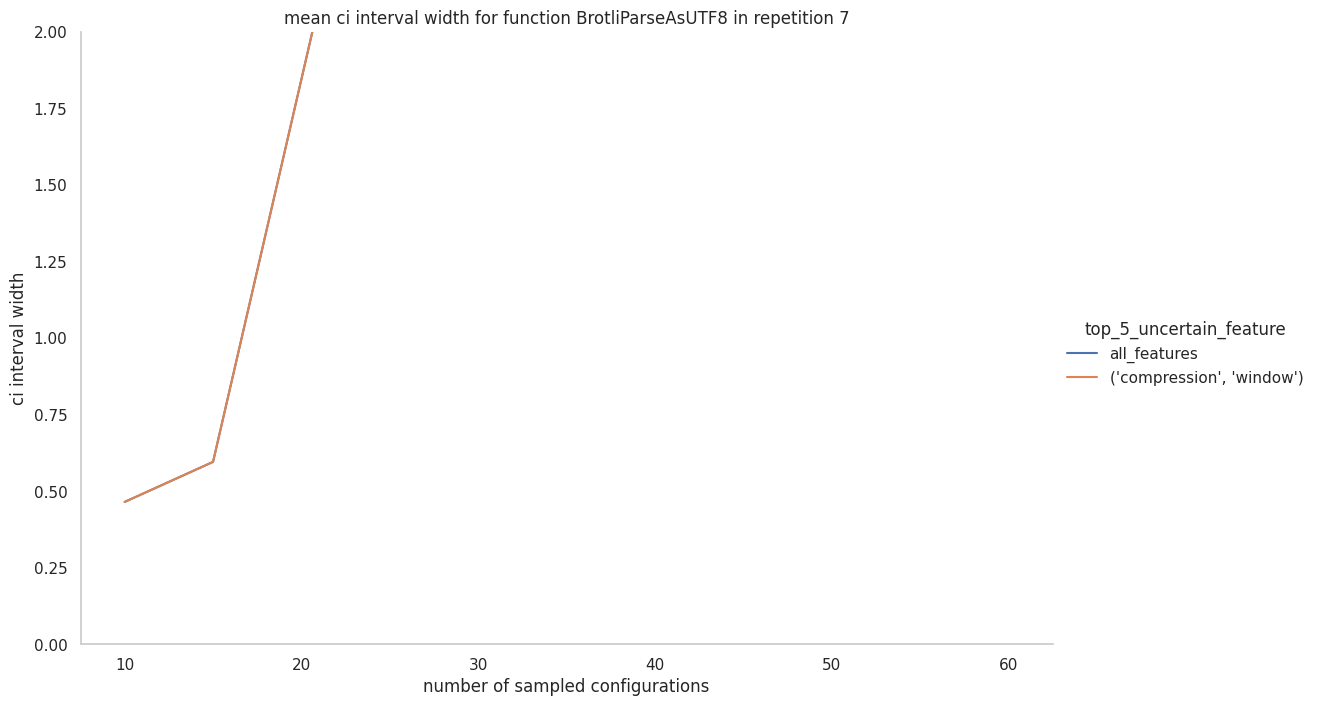 mean ci interval width for function BrotliParseAsUTF8 in repetition 7
2.00
1.75
1.50
1.25
1.00
0.75
0.50
0.25
0.00
ci interval width
10 20 30 40 50 60
number of sampled configurations
top_5_uncertain_feature
all_features
('compression', 'window')